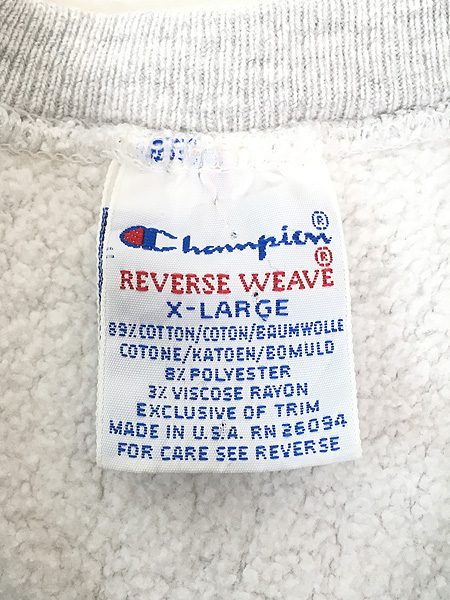 Champion®
REVERSE WEAVE®
X-LARGE
89% COTTON/COTON/BAUMWOLLE
COTONE/KATOEN/BOMULD
8% POLYESTER
3% VISCOSE RAYON
EXCLUSIVE OF TRIM
MADE IN U.S.A. RN 26094
FOR CARE SEE REVERSE